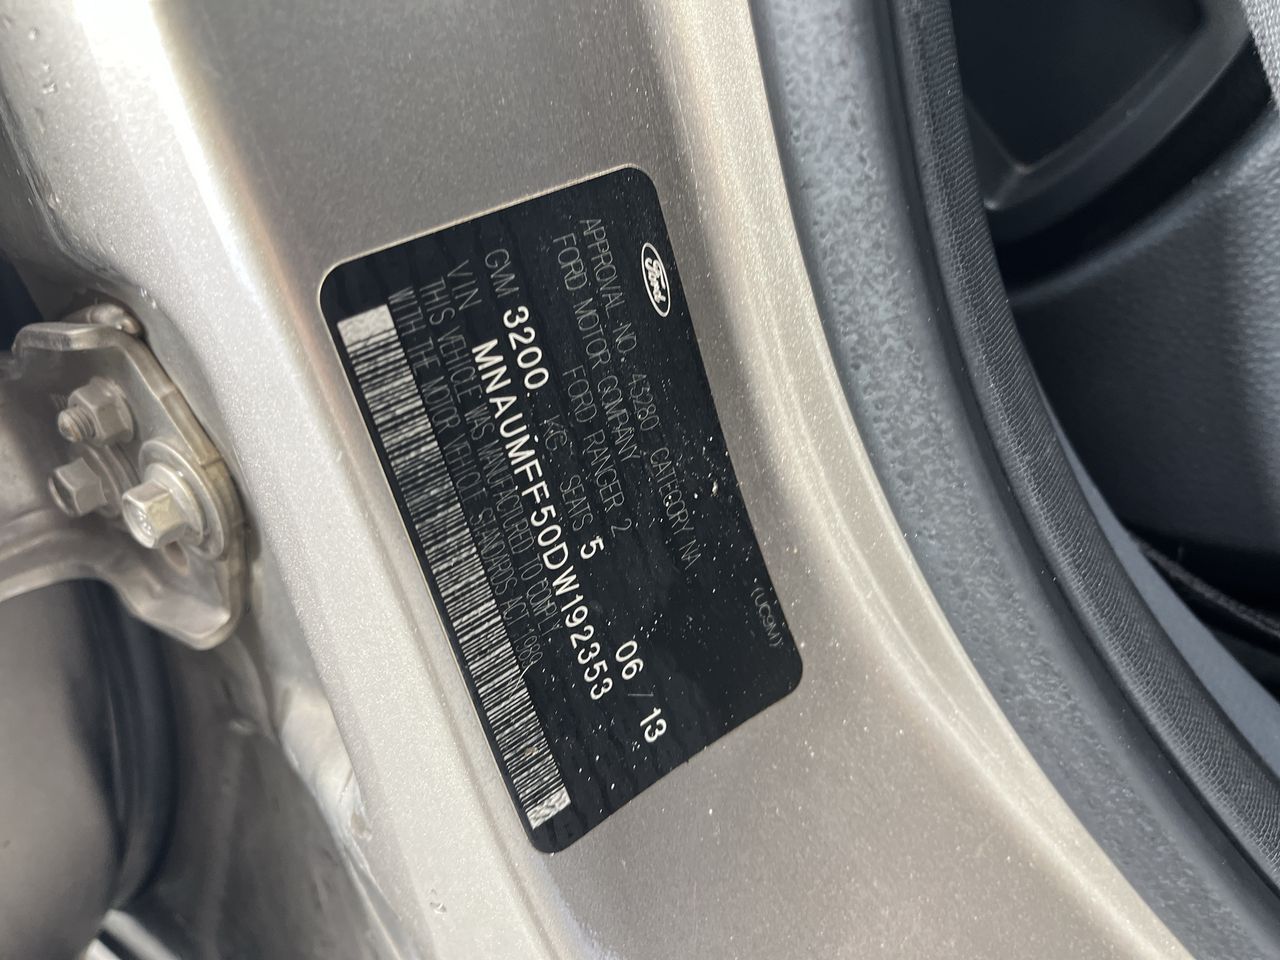 Ford
(UC9M)
APPROVAL NO. 43280 CATEGORY NA
FORD MOTOR COMPANY
FORD RANGER 2
06 / 13
GVM 3200. KG SEATS 5
VIN MNAUMFF50DW192353
THIS VEHICLE WAS MANUFACTURED TO COMPLY
WITH THE MOTOR VEHICLE STANDARDS ACT 1989